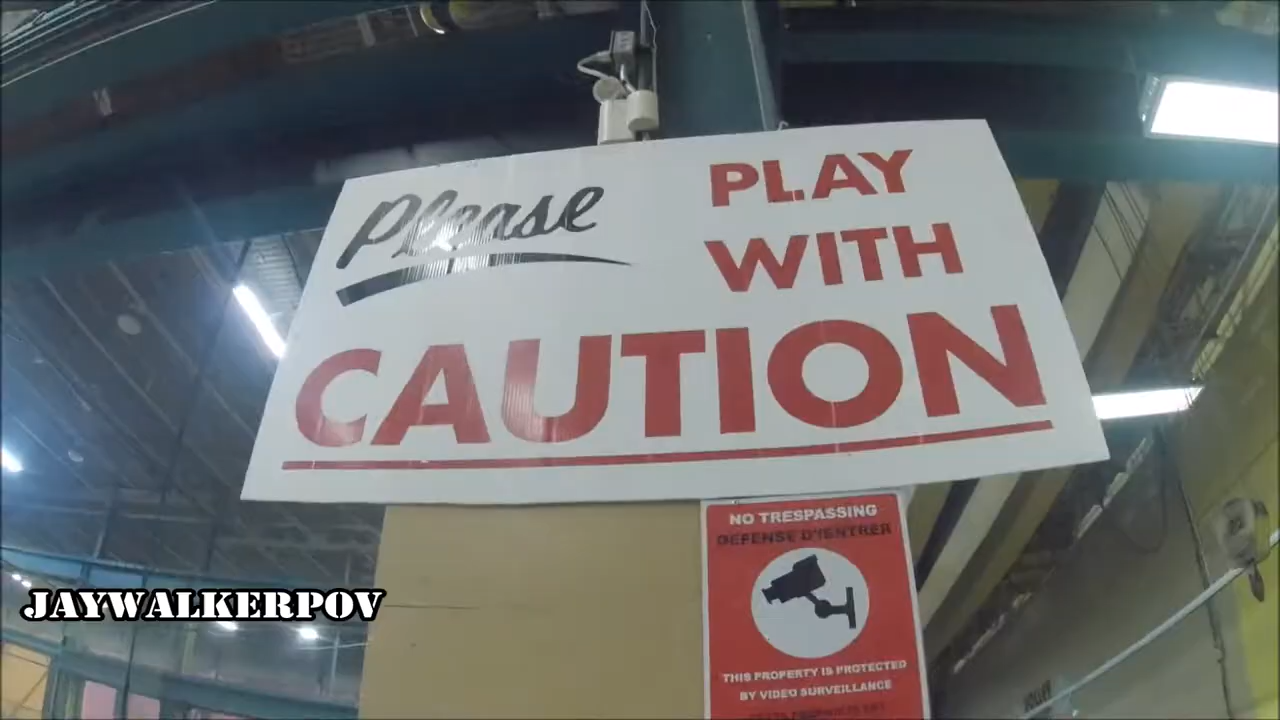 Please
PLAY
WITH
CAUTION
NO TRESPASSING
DEFENSE D'ENTRER
THIS PROPERTY IS PROTECTED
BY VIDEO SURVEILLANCE
JAYWALKERPOV